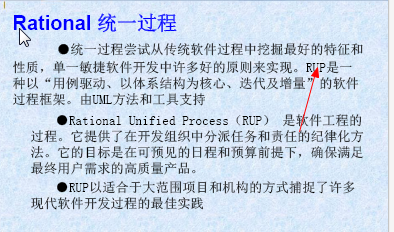 Rational 统一过程
●统一过程尝试从传统软件过程中挖掘最好的特征和
性质，单一敏捷软件开发中许多好的原则来实现。RUP是一
种以“用例驱动、以体系结构为核心、迭代及增量”的软件
过程框架。由UML方法和工具支持
●Rational Unified Process（RUP） 是软件工程的
过程。它提供了在开发组织中分派任务和责任的纪律化方
法。它的目标是在可预见的日程和预算前提下，确保满足
最终用户需求的高质量产品。
●RUP以适合于大范围项目和机构的方式捕捉了许多
现代软件开发过程的最佳实践